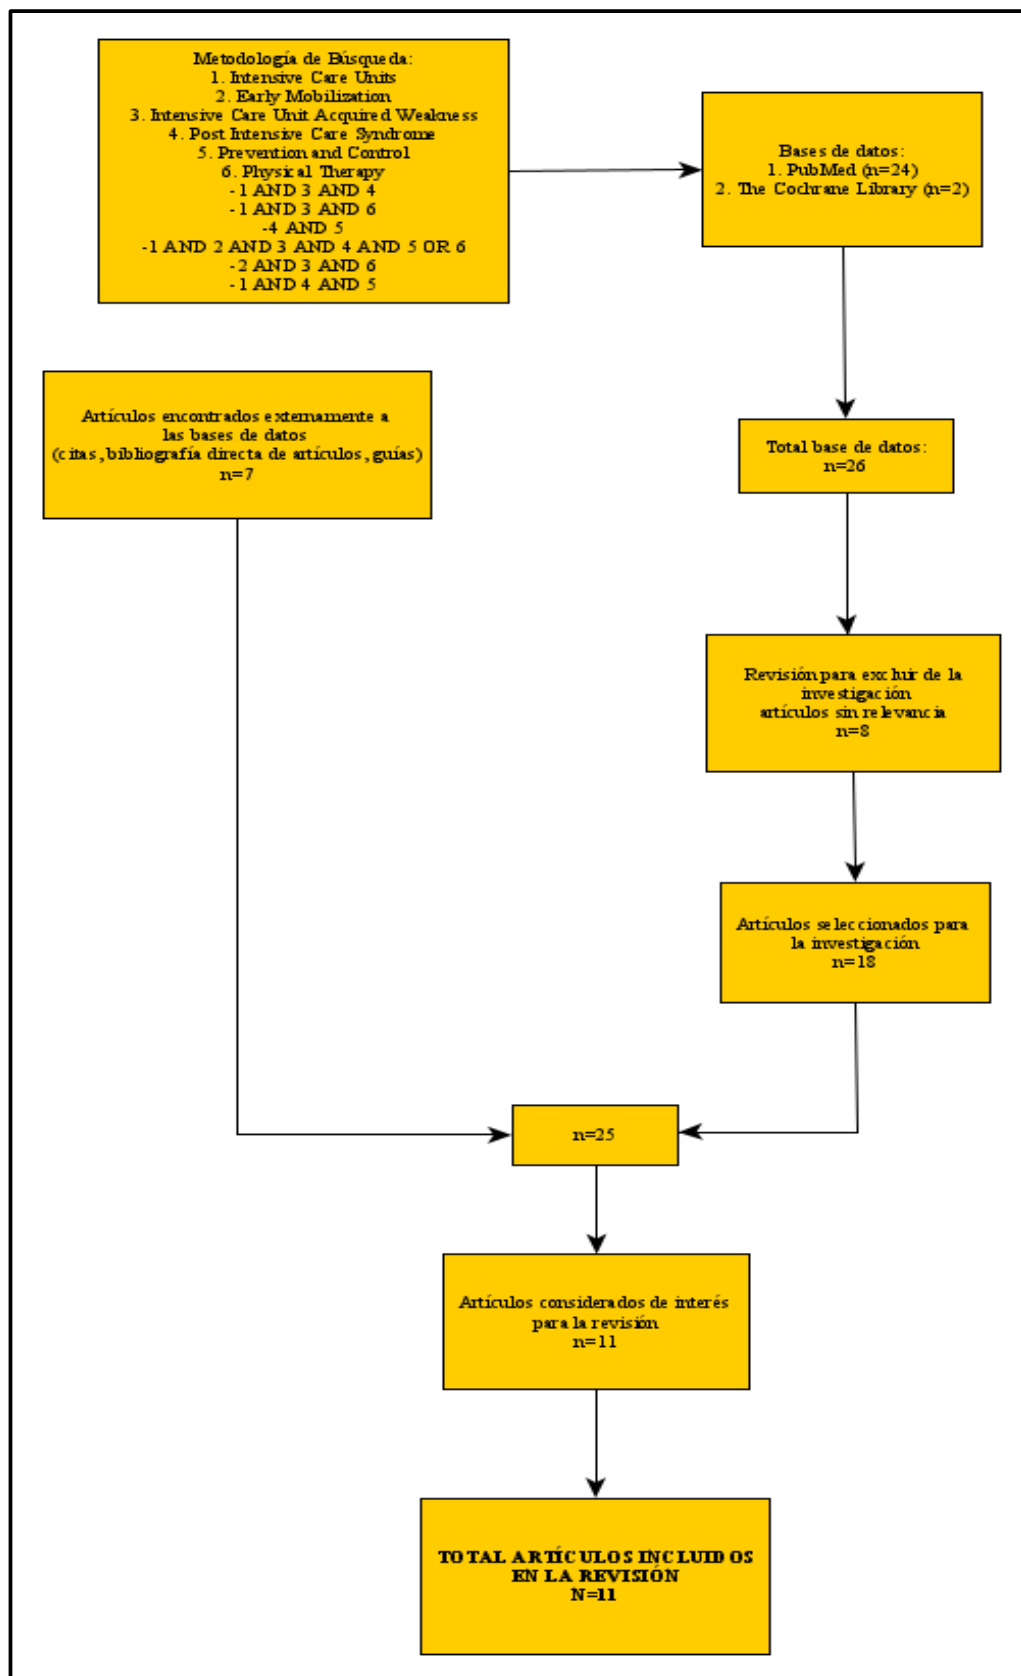 Metodología de Búsqueda:
1. Intensive Care Units
2. Early Mobilization
3. Intensive Care Unit Acquired Weakness
4. Post Intensive Care Syndrome
5. Prevention and Control
6. Physical Therapy
-1 AND 3 AND 4
-1 AND 3 AND 6
-4 AND 5
-1 AND 2 AND 3 AND 4 AND 5 OR 6
-2 AND 3 AND 6
-1 AND 4 AND 5
Bases de datos:
1. PubMed (n=24)
2. The Cochrane Library (n=2)
Artículos encontrados externamente a
las bases de datos
(citas, bibliografía directa de artículos, guías)
n=7
Total base de datos:
n=26
Revisión para excluir de la
investigación
artículos sin relevancia
n=8
Artículos seleccionados para
la investigación
n=18
n=25
Artículos considerados de interés
para la revisión
n=11
TOTAL ARTÍCULOS INCLUIDOS
EN LA REVISIÓN
N=11